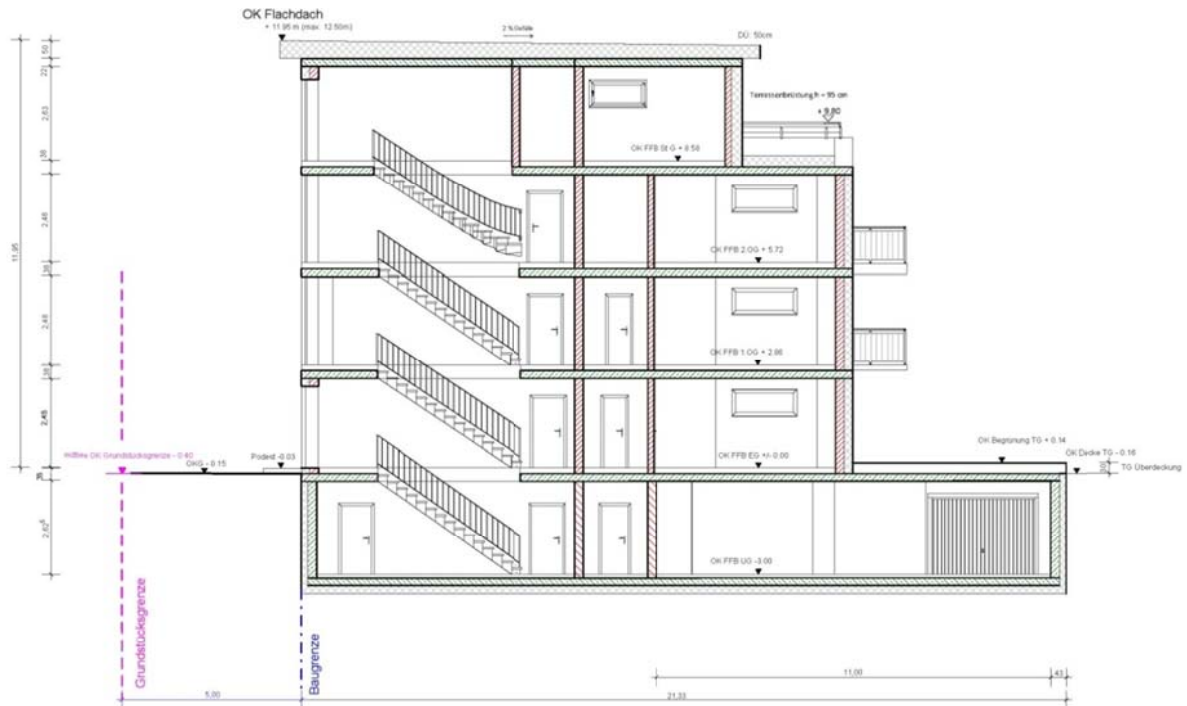 OK Flachdach
+ 11.95 m (max. 12.50m)
2 % Gefälle
DÜ: 50cm
50
22
Terrassenbrüstung h = 95 cm
+ 9.80
2,63
OK FFB St.G + 8.58
38
2,48
OK FFB 2.OG + 5.72
11,95
38
2,48
OK FFB 1.OG + 2.86
38
2,48
OK Begrünung TG + 0.14
Mittlere OK Grundstücksgrenze - 0.40
Podest -0.03
OK FFB EG +/- 0.00
OK Decke TG - 0.16
OKG - 0.15
30
TG Überdeckung
2,62⁵
OK FFB UG -3.00
Grundstücksgrenze
Baugrenze
11,00
43
5,00
21,33